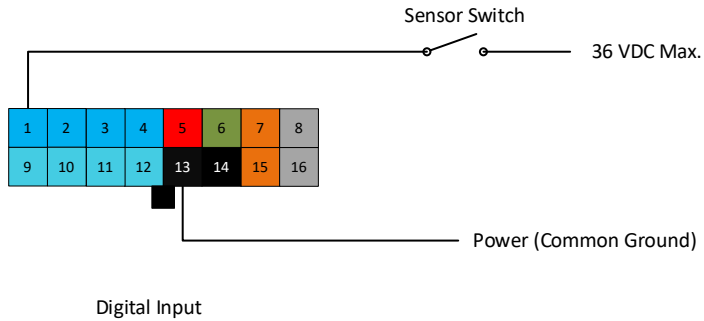 Sensor Switch
36 VDC Max.
1 2 3 4 5 6 7 8
9 10 11 12 13 14 15 16
Power (Common Ground)
Digital Input